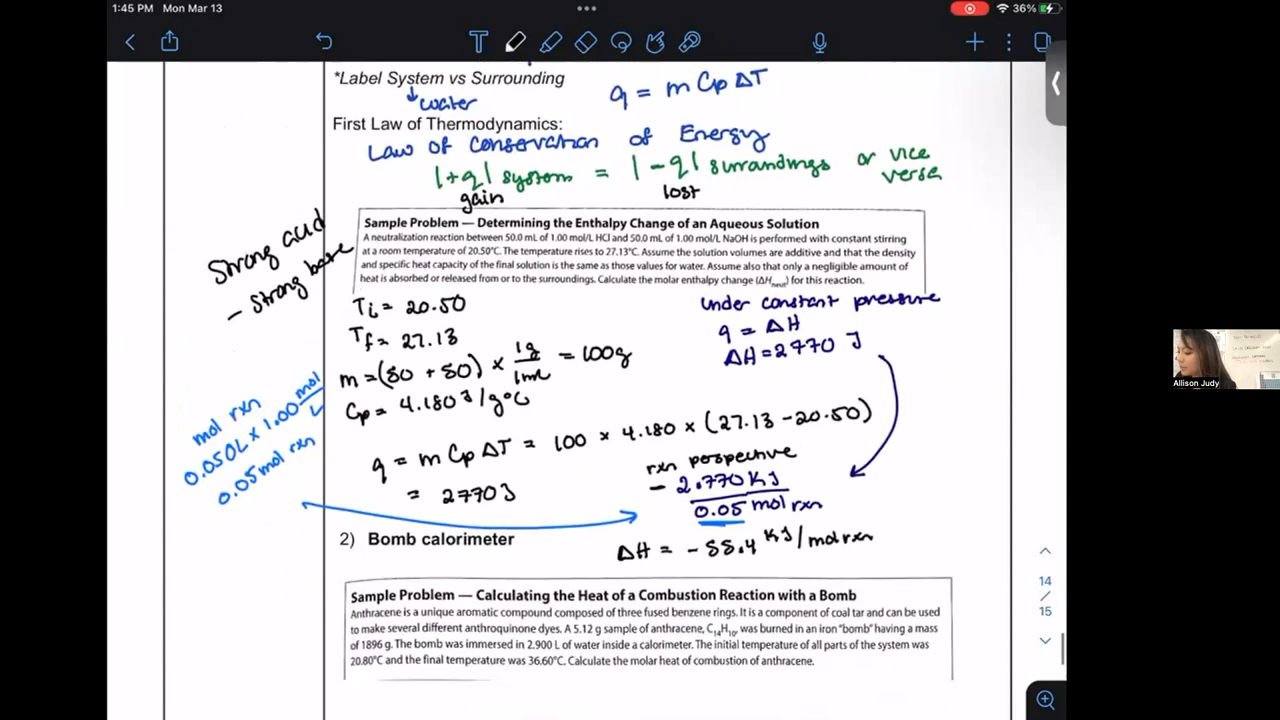 1:45 PM Mon Mar 13
36%
*Label System vs Surrounding
water
q = m Cp ΔT
First Law of Thermodynamics:
Law of Conservation of Energy
|+q| system = |-q| surrandings or vice versa
gain
lost
Strong acid
- Strong base
Sample Problem — Determining the Enthalpy Change of an Aqueous Solution
A neutralization reaction between 50.0 mL of 1.00 mol/L HCl and 50.0 mL of 1.00 mol/L NaOH is performed with constant stirring
at a room temperature of 20.50°C. The temperature rises to 27.13°C. Assume the solution volumes are additive and that the density
and specific heat capacity of the final solution is the same as those values for water. Assume also that only a negligible amount of
heat is absorbed or released from or to the surroundings. Calculate the molar enthalpy change (ΔHneut) for this reaction.
Ti = 20.50
Tf = 27.13
m = (50 + 50) × 1g/1mL = 100g
Cp = 4.180 J/g°C
under constant pressure
q = ΔH
ΔH = 2770 J
mol rxn
0.050L × 1.00 mol/L
0.05 mol rxn
q = m Cp ΔT = 100 × 4.180 × (27.13 - 20.50)
= 2770 J
rxn perspective
- 2.770 KJ
0.05 mol rxn
ΔH = -55.4 KJ/mol rxn
2) Bomb calorimeter
Sample Problem — Calculating the Heat of a Combustion Reaction with a Bomb
Anthracene is a unique aromatic compound composed of three fused benzene rings. It is a component of coal tar and can be used
to make several different anthroquinone dyes. A 5.12 g sample of anthracene, C14H10, was burned in an iron "bomb" having a mass
of 1896 g. The bomb was immersed in 2.900 L of water inside a calorimeter. The initial temperature of all parts of the system was
20.80°C and the final temperature was 36.60°C. Calculate the molar heat of combustion of anthracene.
14
/
15
Allison Judy